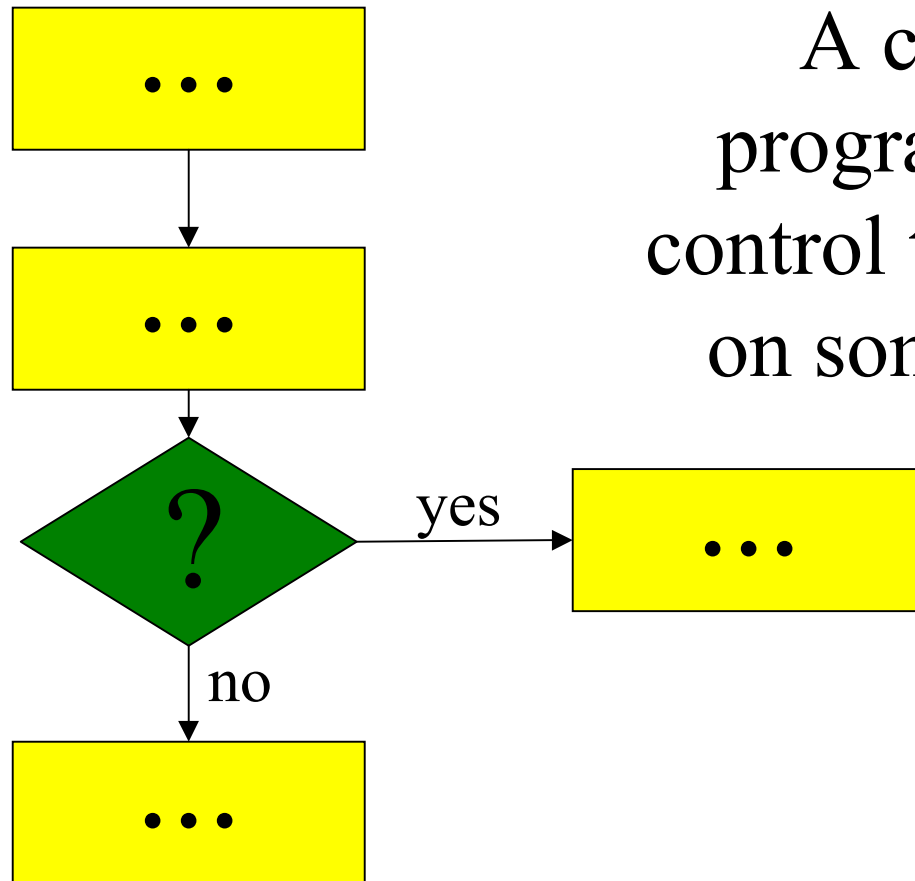 • • •
A c
progra
• • •
control t
on son
?
yes
• • •
no
• • •